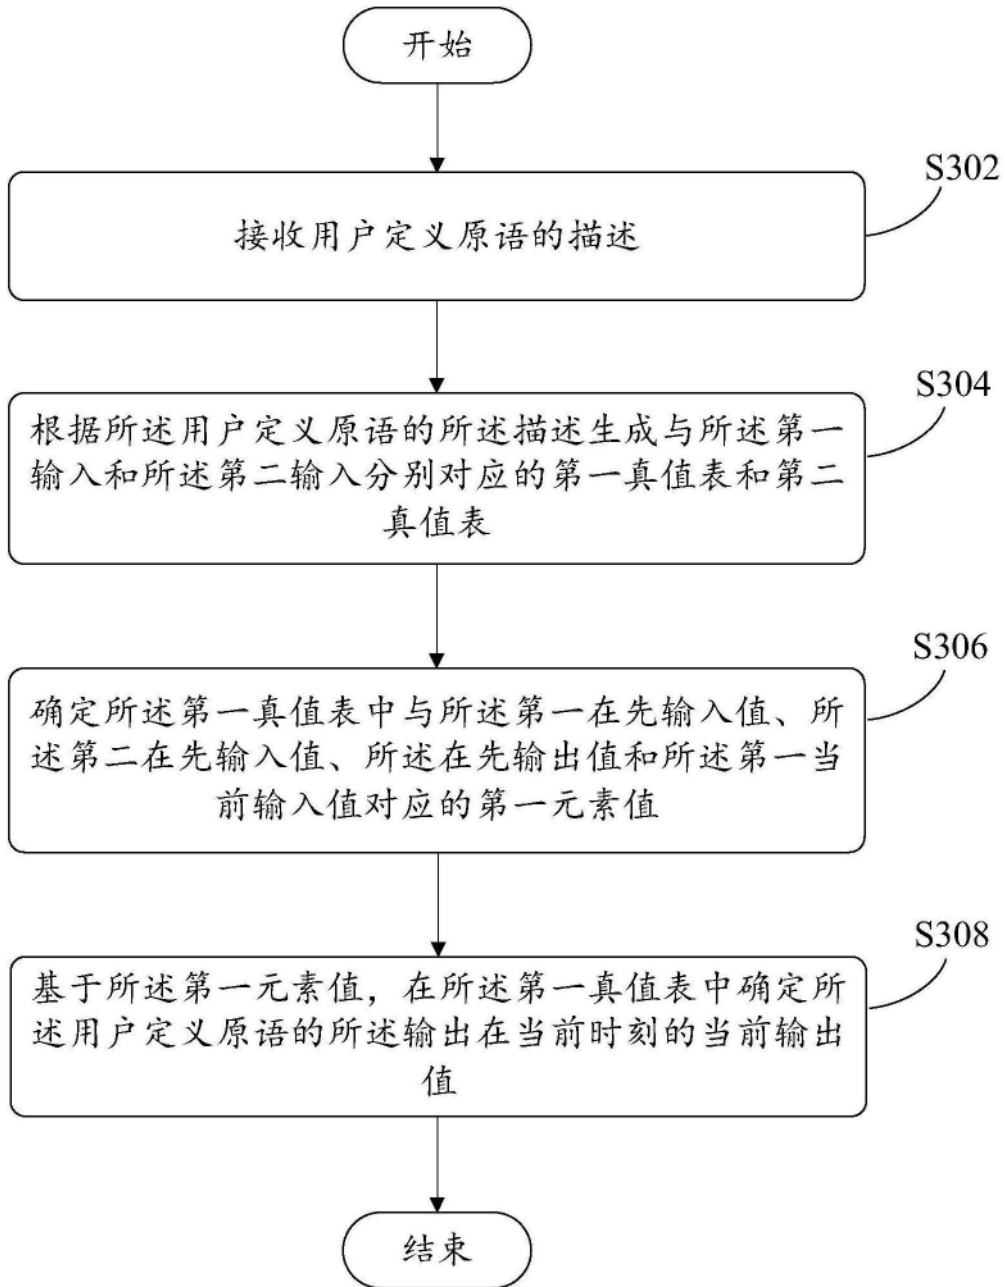 开始
S302
接收用户定义原语的描述
S304
根据所述用户定义原语的所述描述生成与所述第一
输入和所述第二输入分别对应的第一真值表和第二
真值表
S306
确定所述第一真值表中与所述第一在先输入值、所
述第二在先输入值、所述在先输出值和所述第一当
前输入值对应的第一元素值
S308
基于所述第一元素值，在所述第一真值表中确定所
述用户定义原语的所述输出在当前时刻的当前输出
值
结束